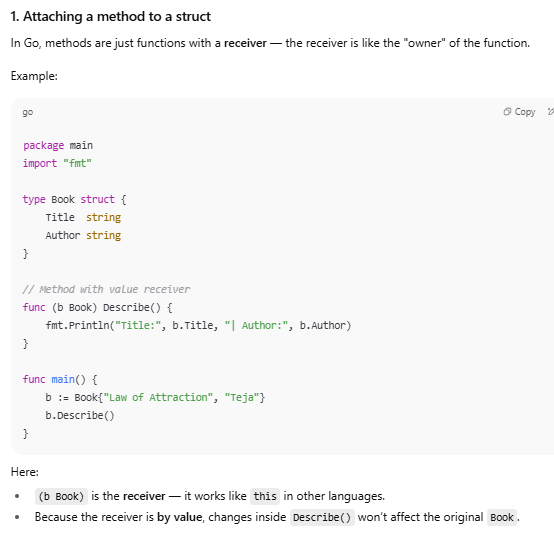 1. Attaching a method to a struct
In Go, methods are just functions with a receiver — the receiver is like the "owner" of the function.
Example:
go
Copy
package main
import "fmt"
type Book struct {
    Title  string
    Author string
}
// Method with value receiver
func (b Book) Describe() {
    fmt.Println("Title:", b.Title, "| Author:", b.Author)
}
func main() {
    b := Book{"Law of Attraction", "Teja"}
    b.Describe()
}
Here:
• (b Book) is the receiver — it works like this in other languages.
• Because the receiver is by value, changes inside Describe() won't affect the original Book.